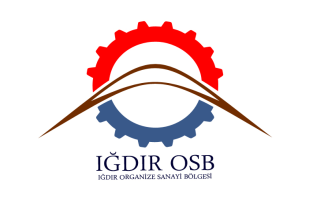 IĞDIR OSB
IĞDIR ORGANİZE SANAYİ BÖLGESİ